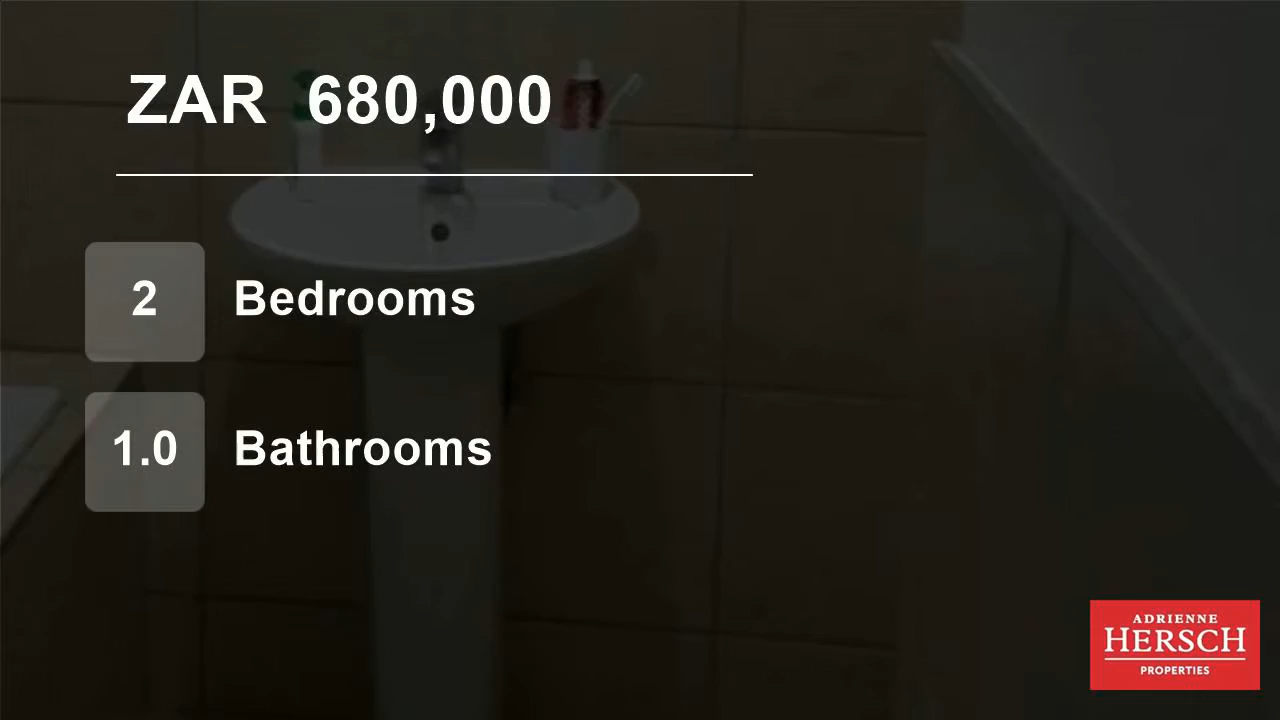 ZAR 680,000
2 Bedrooms
1.0 Bathrooms
ADRIENNE
HERSCH
PROPERTIES